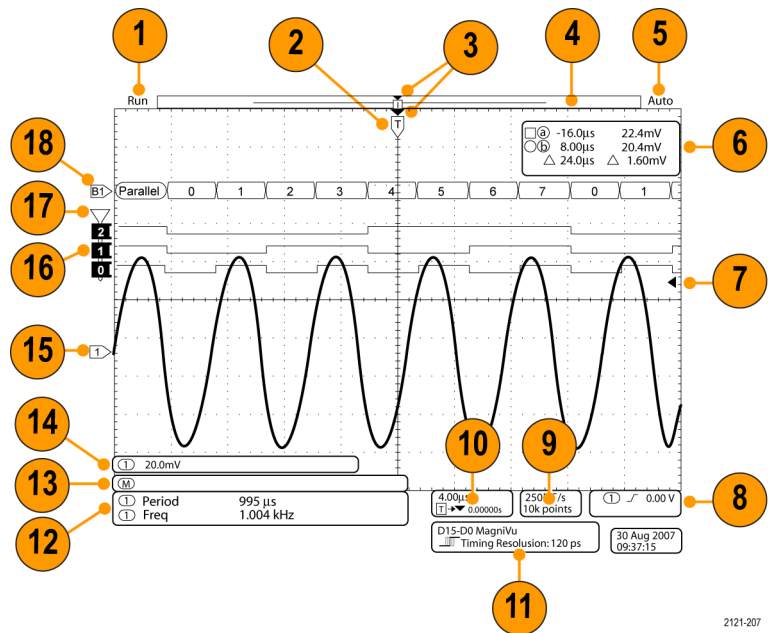 1
2
3
4
5
Run
Auto
T
6
ⓐ -16.0µs 22.4mV
ⓑ 8.00µs 20.4mV
△ 24.0µs △ 1.60mV
18
B1
Parallel 0 1 2 3 4 5 6 7 0 1
17
2
16
1
0
7
15
1
14
10
9
① 20.0mV
13
Ⓜ
4.00µs
T→▼ 0.00000s
10k points
① 0.00 V
8
① Period 995 µs
① Freq 1.004 kHz
12
D15-D0 MagniVu
Timing Resolution: 120 ps
30 Aug 2007
09:37:15
11
2121-207